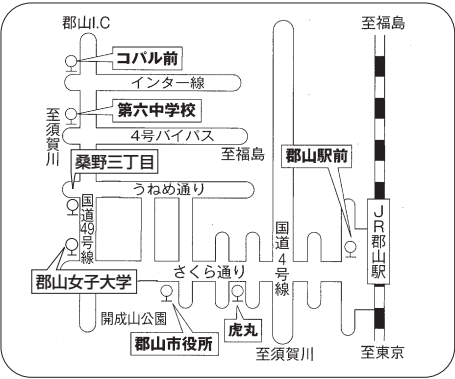 郡山I.C
至福島
コパル前
インター線
第六中学校
至須賀川
4号バイパス
至福島
桑野三丁目
郡山駅前
うねめ通り
国道49号線
国道4号線
JR郡山駅
さくら通り
郡山女子大学
開成山公園
郡山市役所
虎丸
至須賀川
至東京